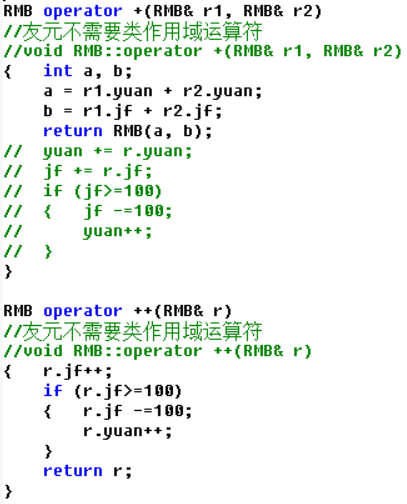 RMB operator +(RMB& r1, RMB& r2)
//友元不需要类作用域运算符
//void RMB::operator +(RMB& r1, RMB& r2)
{   int a, b;
    a = r1.yuan + r2.yuan;
    b = r1.jf + r2.jf;
    return RMB(a, b);
//  yuan += r.yuan;
//  jf += r.jf;
//  if (jf>=100)
//  {   jf -=100;
//      yuan++;
//  }
}

RMB operator ++(RMB& r)
//友元不需要类作用域运算符
//void RMB::operator ++(RMB& r)
{   r.jf++;
    if (r.jf>=100)
    {   r.jf -=100;
        r.yuan++;
    }
    return r;
}